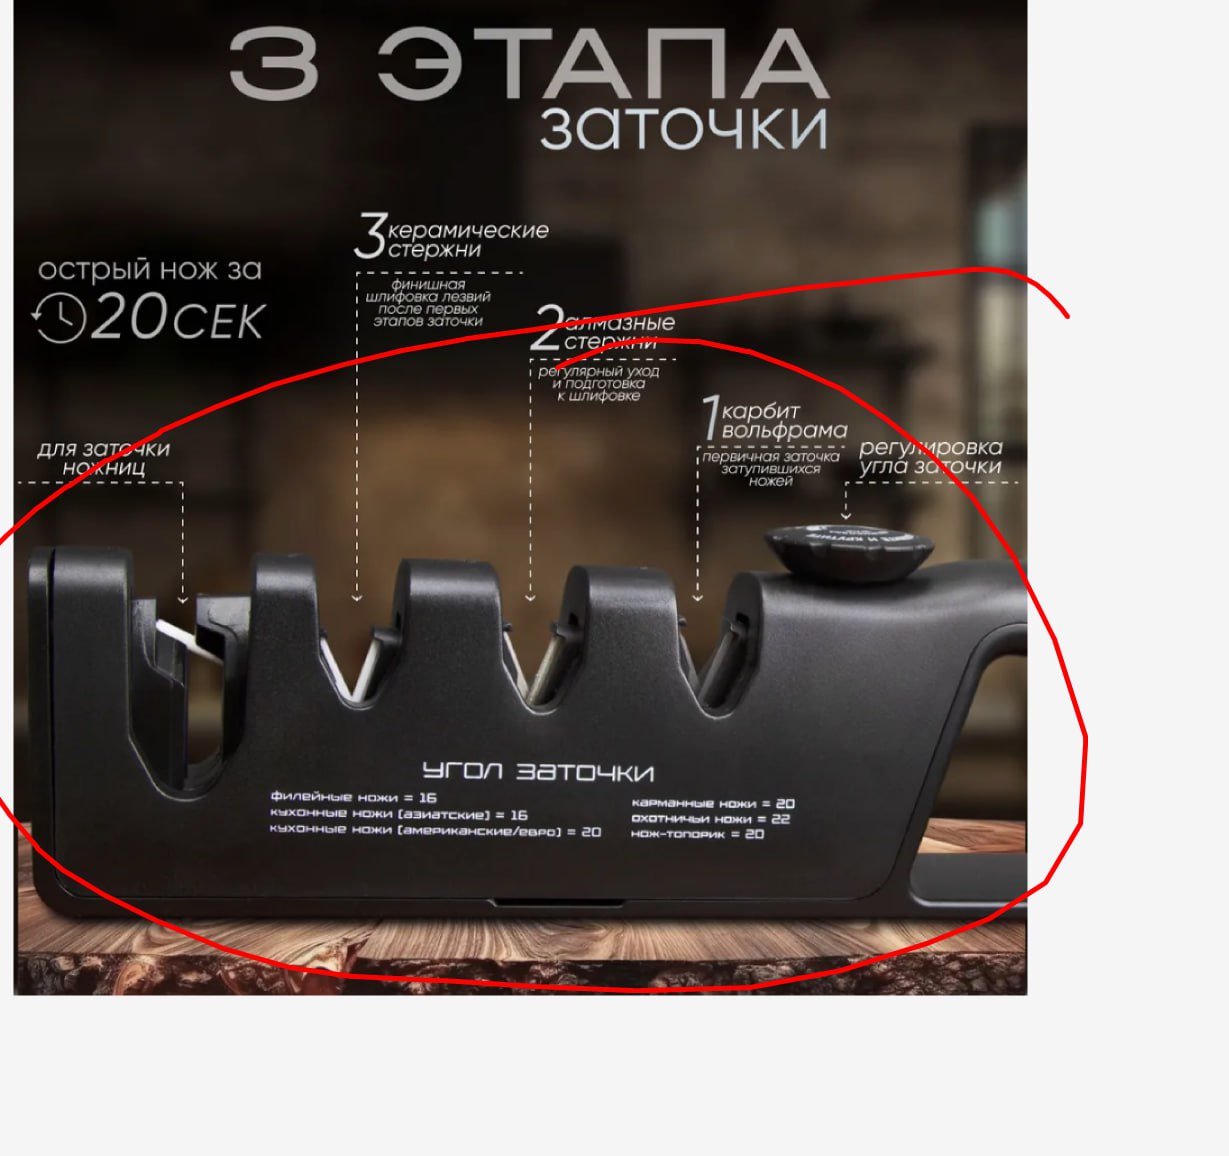 3 ЭТАПА
заточки
3 керамические
стержни
финишная
шлифовка лезвий
после первых
этапов заточки
острый нож за
20 СЕК
2 алмазные
стержни
регулярный уход
и подготовка
к шлифовке
1 карбит
вольфрама
первичная заточка
затупившихся
ножей
для заточки
ножниц
регулировка
угла заточки
УГОЛ ЗАТОЧКИ
филейные ножи = 16
кухонные ножи (азиатские) = 16
кухонные ножи (американские/евро) = 20
карманные ножи = 20
охотничьи ножи = 22
нож-топорик = 20